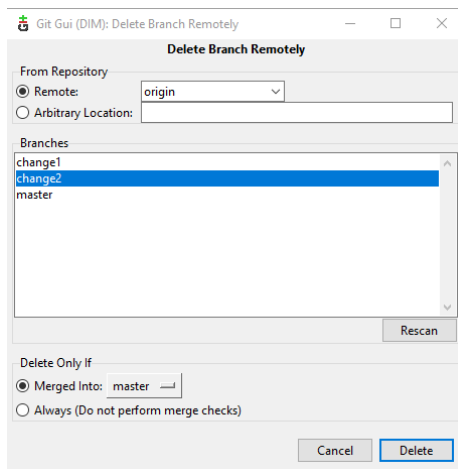 Git Gui (DIM): Delete Branch Remotely
Delete Branch Remotely
From Repository
Remote: origin
Arbitrary Location:
Branches
change1
change2
master
Rescan
Delete Only If
Merged Into: master
Always (Do not perform merge checks)
Cancel Delete